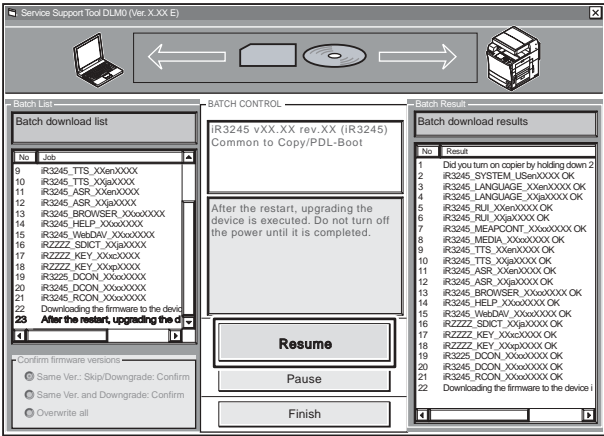 Service Support Tool DLM0 (Ver. X.XX E)
Batch List
Batch download list
No Job
9 iR3245_TTS_XXenXXXX
10 iR3245_TTS_XXjaXXXX
11 iR3245_ASR_XXenXXXX
12 iR3245_ASR_XXjaXXXX
13 iR3245_BROWSER_XXxxXXXX
14 iR3245_HELP_XXxxXXXX
15 iR3245_WebDAV_XXxxXXXX
16 iRZZZZ_SDICT_XXjaXXXX
17 iRZZZZ_KEY_XXxcXXXX
18 iRZZZZ_KEY_XXxpXXXX
19 iR3225_DCON_XXxxXXXX
20 iR3245_DCON_XXxxXXXX
21 iR3245_RCON_XXxxXXXX
22 Downloading the firmware to the devic
23 After the restart, upgrading the d
Confirm firmware versions
Same Ver.: Skip/Downgrade: Confirm
Same Ver. and Downgrade: Confirm
Overwrite all
BATCH CONTROL
iR3245 vXX.XX rev.XX (iR3245)
Common to Copy/PDL-Boot
After the restart, upgrading the
device is executed. Do not turn off
the power until it is completed.
Resume
Pause
Finish
Batch Result
Batch download results
No Result
1 Did you turn on copier by holding down 2
2 iR3245_SYSTEM_USenXXXX OK
3 iR3245_LANGUAGE_XXenXXXX OK
4 iR3245_LANGUAGE_XXjaXXXX OK
5 iR3245_RUI_XXenXXXX OK
6 iR3245_RUI_XXjaXXXX OK
7 iR3245_MEAPCONT_XXxxXXXX OK
8 iR3245_MEDIA_XXxxXXXX OK
9 iR3245_TTS_XXenXXXX OK
10 iR3245_TTS_XXjaXXXX OK
11 iR3245_ASR_XXenXXXX OK
12 iR3245_ASR_XXjaXXXX OK
13 iR3245_BROWSER_XXxxXXXX OK
14 iR3245_HELP_XXxxXXXX OK
15 iR3245_WebDAV_XXxxXXXX OK
16 iRZZZZ_SDICT_XXjaXXXX OK
17 iRZZZZ_KEY_XXxcXXXX OK
18 iRZZZZ_KEY_XXxpXXXX OK
19 iR3225_DCON_XXxxXXXX OK
20 iR3245_DCON_XXxxXXXX OK
21 iR3245_RCON_XXxxXXXX OK
22 Downloading the firmware to the device i